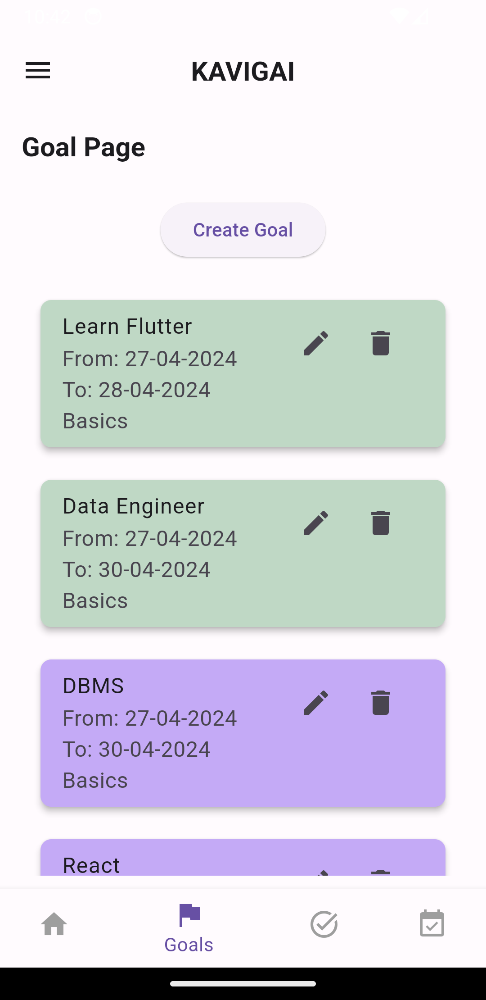 KAVIGAI
Goal Page
Create Goal
Learn Flutter
From: 27-04-2024
To: 28-04-2024
Basics
Data Engineer
From: 27-04-2024
To: 30-04-2024
Basics
DBMS
From: 27-04-2024
To: 30-04-2024
Basics
React
Goals